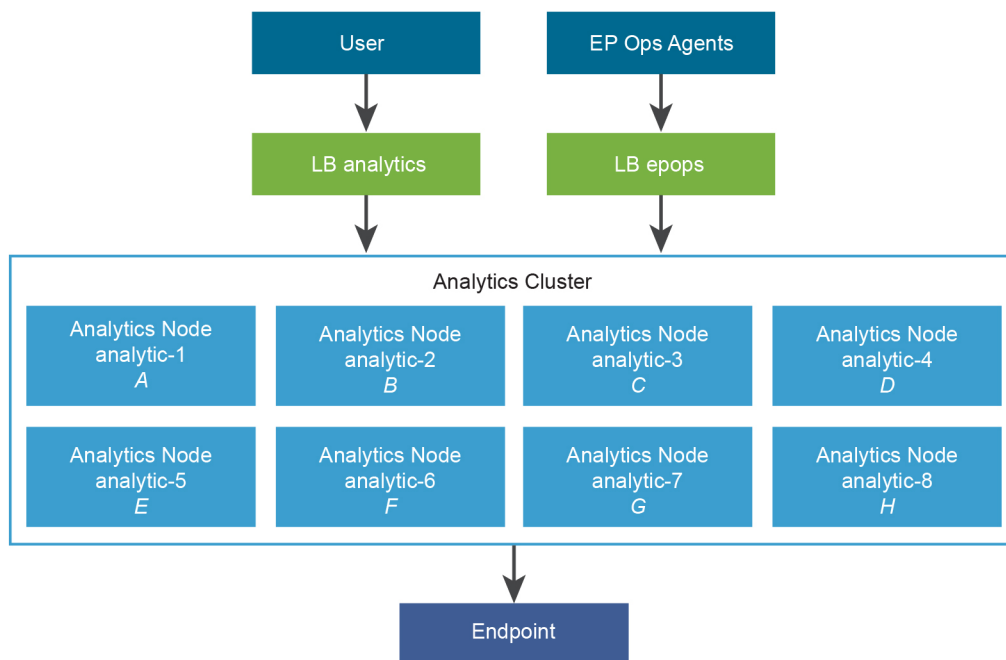 User
EP Ops Agents
LB analytics
LB epops
Analytics Cluster
Analytics Node
analytic-1
A
Analytics Node
analytic-2
B
Analytics Node
analytic-3
C
Analytics Node
analytic-4
D
Analytics Node
analytic-5
E
Analytics Node
analytic-6
F
Analytics Node
analytic-7
G
Analytics Node
analytic-8
H
Endpoint